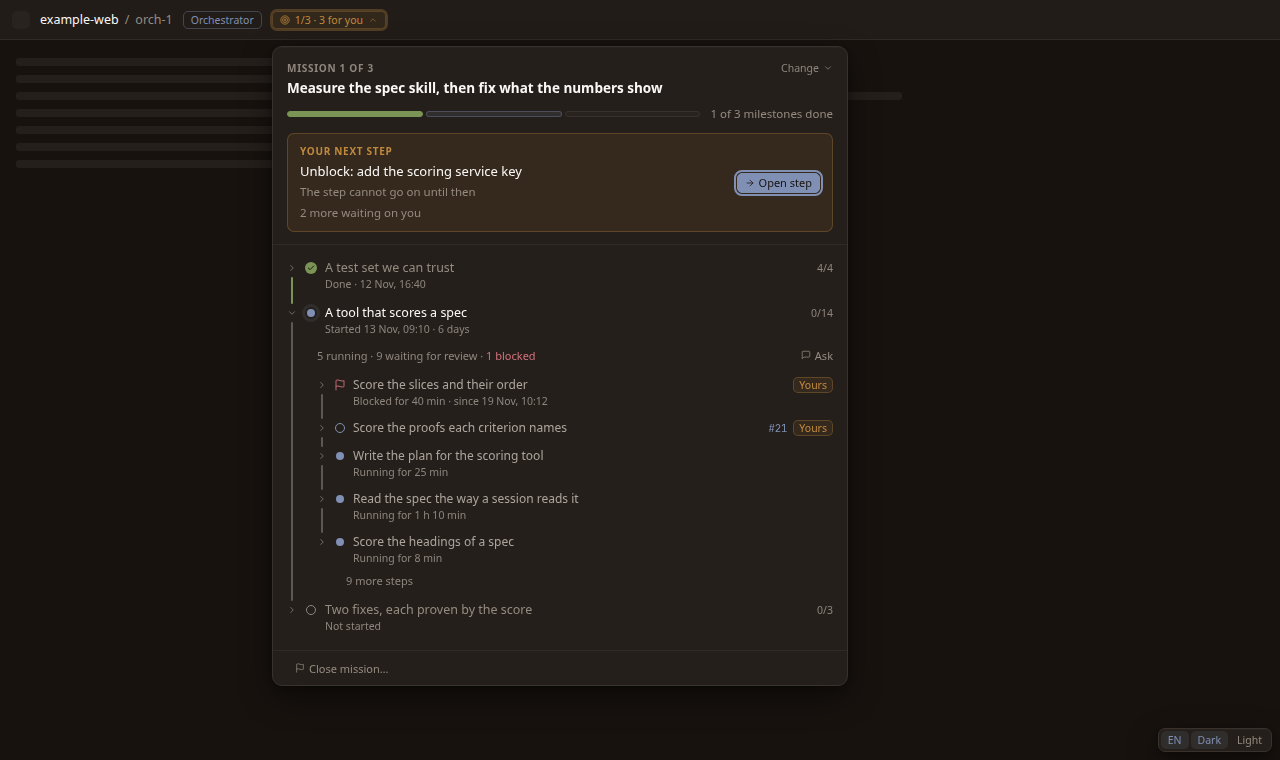 example-web / orch-1 Orchestrator 1/3 · 3 for you
MISSION 1 OF 3 Change
Measure the spec skill, then fix what the numbers show
1 of 3 milestones done
YOUR NEXT STEP
Unblock: add the scoring service key
The step cannot go on until then
Open step
2 more waiting on you
A test set we can trust 4/4
Done · 12 Nov, 16:40
A tool that scores a spec 0/14
Started 13 Nov, 09:10 · 6 days
5 running · 9 waiting for review · 1 blocked Ask
Score the slices and their order Yours
Blocked for 40 min · since 19 Nov, 10:12
Score the proofs each criterion names #21 Yours
Write the plan for the scoring tool
Running for 25 min
Read the spec the way a session reads it
Running for 1 h 10 min
Score the headings of a spec
Running for 8 min
9 more steps
Two fixes, each proven by the score 0/3
Not started
Close mission...
EN Dark Light